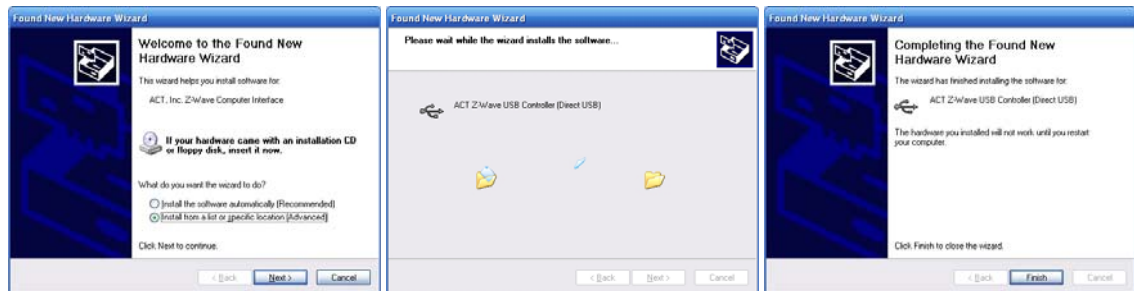 Found New Hardware Wizard
Welcome to the Found New
Hardware Wizard
This wizard helps you install software for:
ACT, Inc. Z-Wave Computer Interface
If your hardware came with an installation CD
or floppy disk, insert it now.
What do you want the wizard to do?
Install the software automatically (Recommended)
Install from a list or specific location (Advanced)
Click Next to continue.
< Back
Next >
Cancel
Found New Hardware Wizard
Please wait while the wizard installs the software...
ACT Z-Wave USB Controller (Direct USB)
< Back
Next >
Cancel
Found New Hardware Wizard
Completing the Found New
Hardware Wizard
The wizard has finished installing the software for:
ACT Z-Wave USB Controller (Direct USB)
The hardware you installed will not work until you restart
your computer.
Click Finish to close the wizard.
< Back
Finish
Cancel